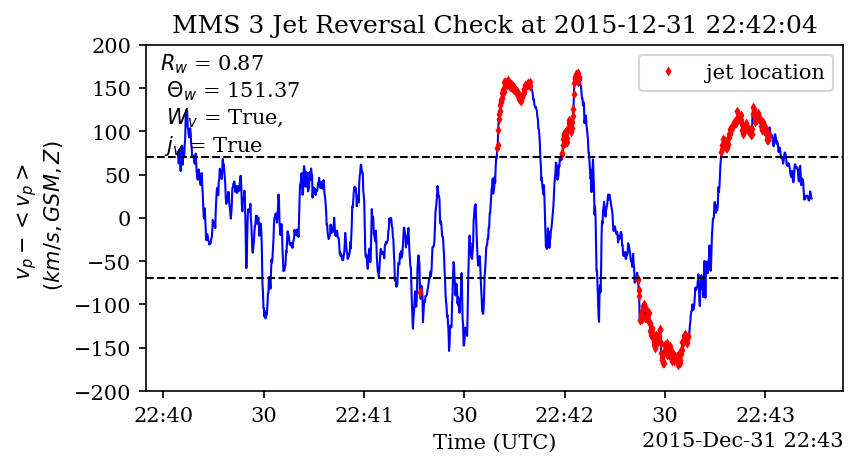 MMS 3 Jet Reversal Check at 2015-12-31 22:42:04
R_w = 0.87
Θ_w = 151.37
W_v = True,
j_v = True
jet location
200
150
100
50
0
−50
−100
−150
−200
v_p − < v_p >
(km/s, GSM, Z)
22:40 30 22:41 30 22:42 30 22:43
Time (UTC)
2015-Dec-31 22:43